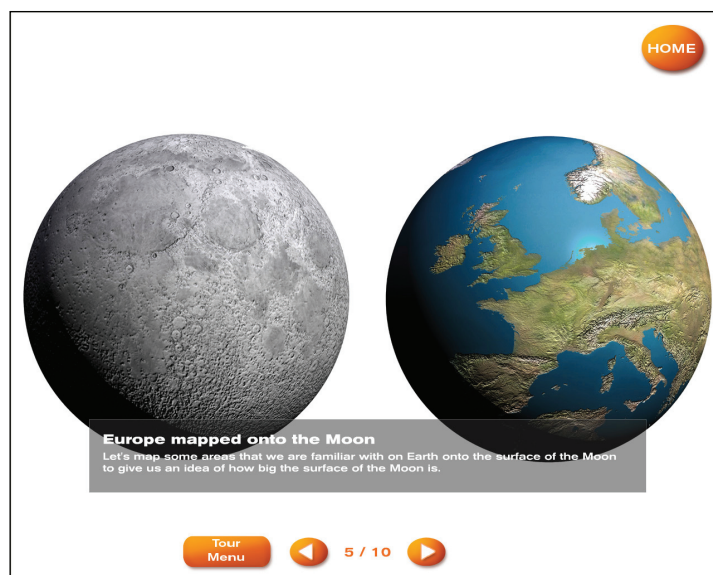 HOME
Europe mapped onto the Moon
Let's map some areas that we are familiar with on Earth onto the surface of the Moon
to give us an idea of how big the surface of the Moon is.
Tour
Menu
5 / 10